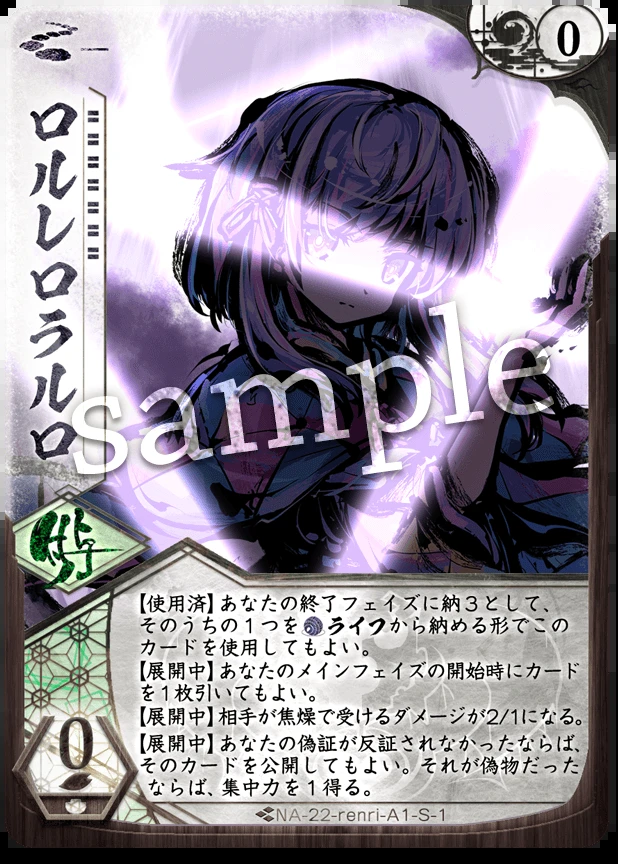 0
ロルレロラルロ
sample
付与
【使用済】あなたの終了フェイズに納３として、
そのうちの１つをライフから納める形でこの
カードを使用してもよい。
【展開中】あなたのメインフェイズの開始時にカード
を１枚引いてもよい。
【展開中】相手が焦燥で受けるダメージが2/1になる。
【展開中】あなたの偽証が反証されなかったならば、
そのカードを公開してもよい。それが偽物だった
ならば、集中力を１得る。
0
NA-22-renri-A1-S-1